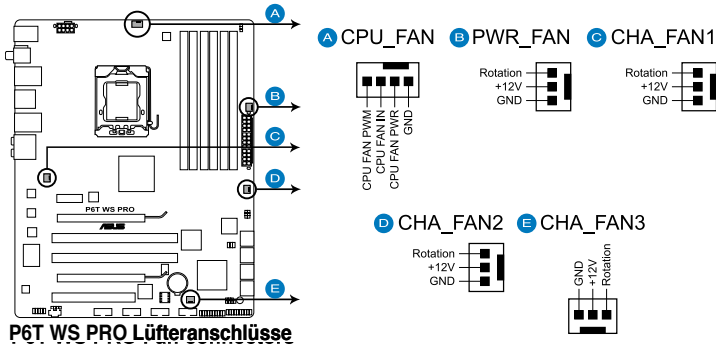 A
B
C
D
E
P6T WS PRO
ASUS
A CPU_FAN
CPU FAN PWM
CPU FAN IN
CPU FAN PWR
GND
B PWR_FAN
Rotation
+12V
GND
C CHA_FAN1
Rotation
+12V
GND
D CHA_FAN2
Rotation
+12V
GND
E CHA_FAN3
GND
+12V
Rotation
P6T WS PRO Lüfteranschlüsse